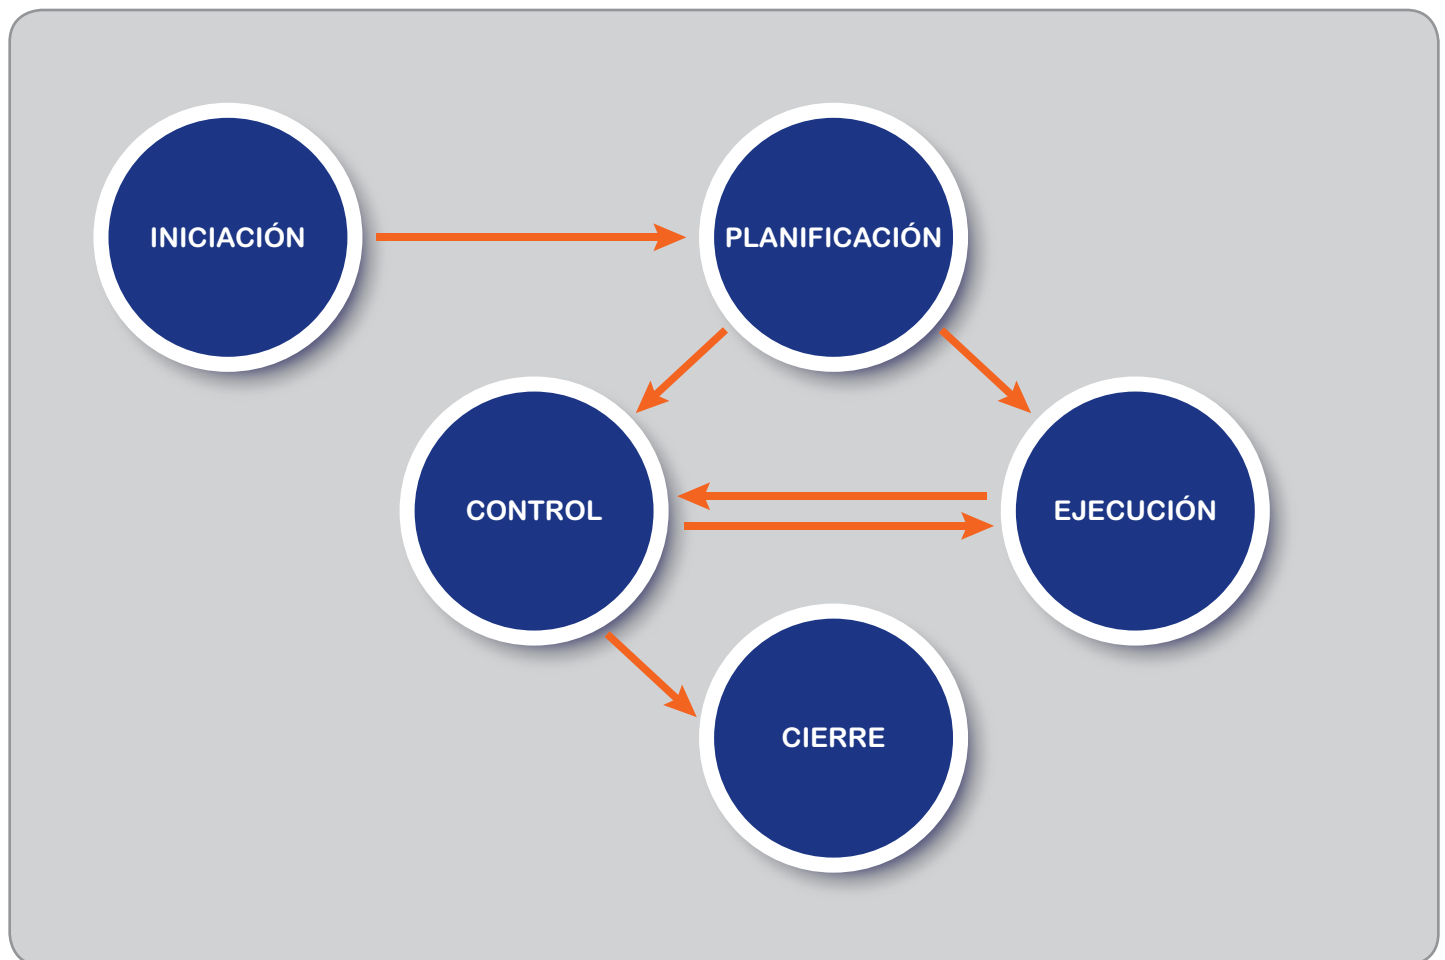 INICIACIÓN
PLANIFICACIÓN
CONTROL
EJECUCIÓN
CIERRE